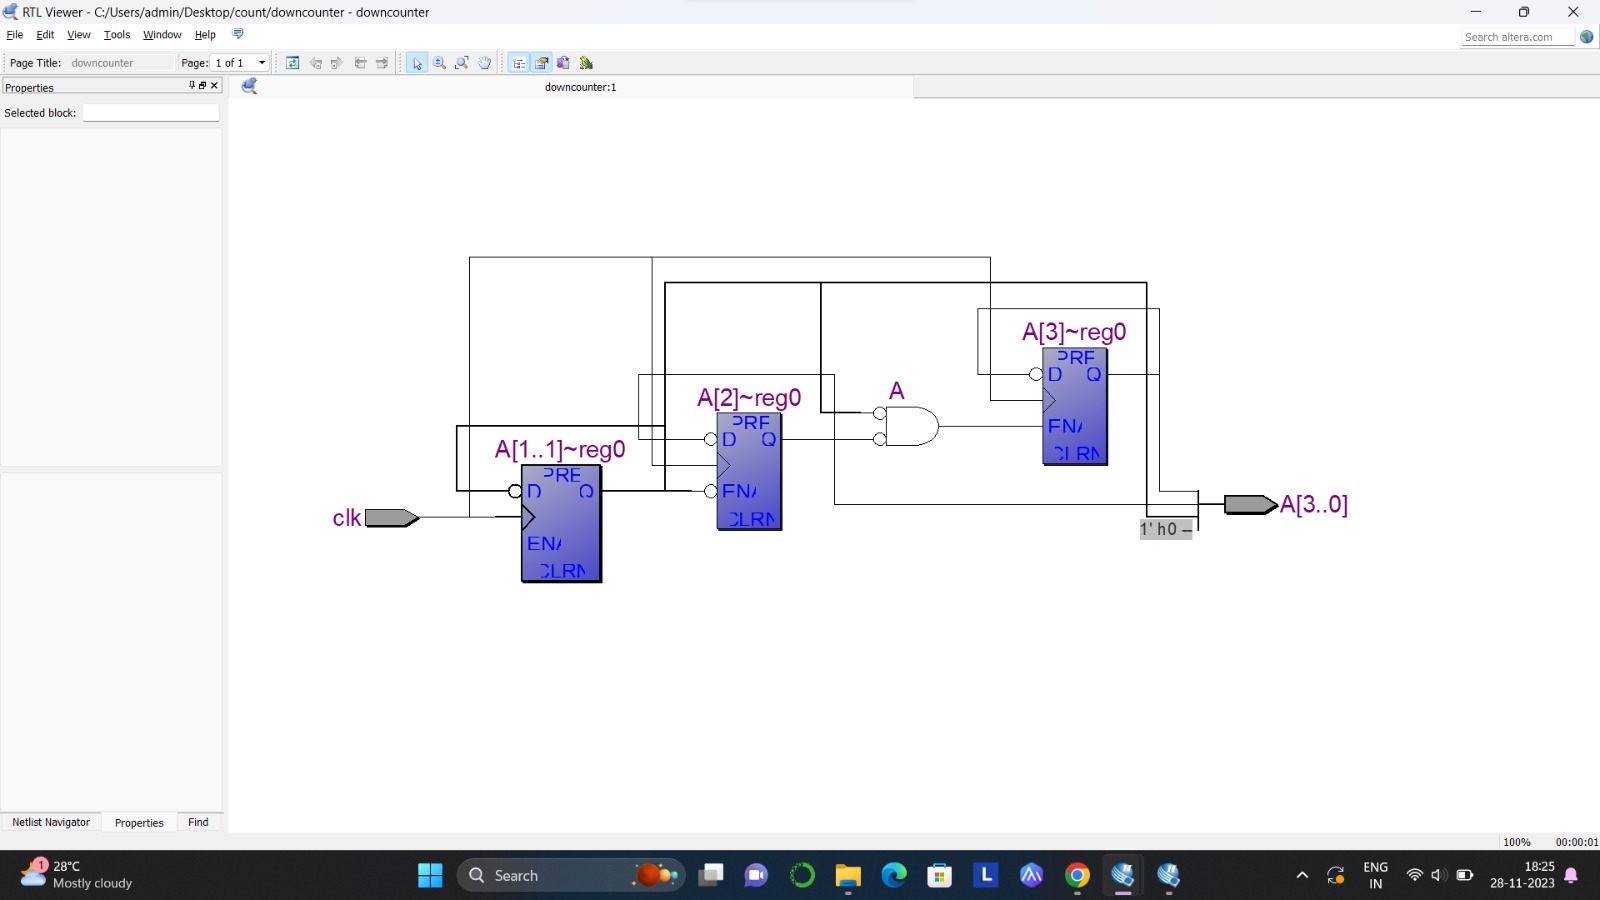 RTL Viewer - C:/Users/admin/Desktop/count/downcounter - downcounter
File Edit View Tools Window Help
Search altera.com
Page Title: downcounter Page: 1 of 1
Properties
downcounter:1
Selected block:
A[3]~reg0
PRE
D Q
ENA
CLRN
A[2]~reg0
PRE
D Q
ENA
CLRN
A
A[1..1]~reg0
PRE
D Q
ENA
CLRN
clk
A[3..0]
1'h0
Netlist Navigator Properties Find
100% 00:00:01
1
28°C
Mostly cloudy
Search
L
ENG
IN
18:25
28-11-2023